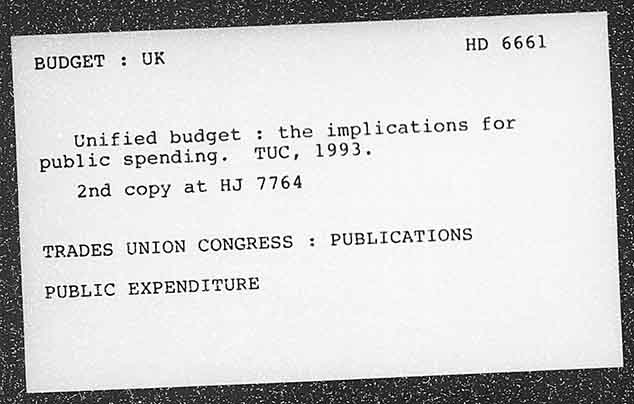 BUDGET : UK HD 6661
Unified budget : the implications for
public spending. TUC, 1993.
2nd copy at HJ 7764
TRADES UNION CONGRESS : PUBLICATIONS
PUBLIC EXPENDITURE